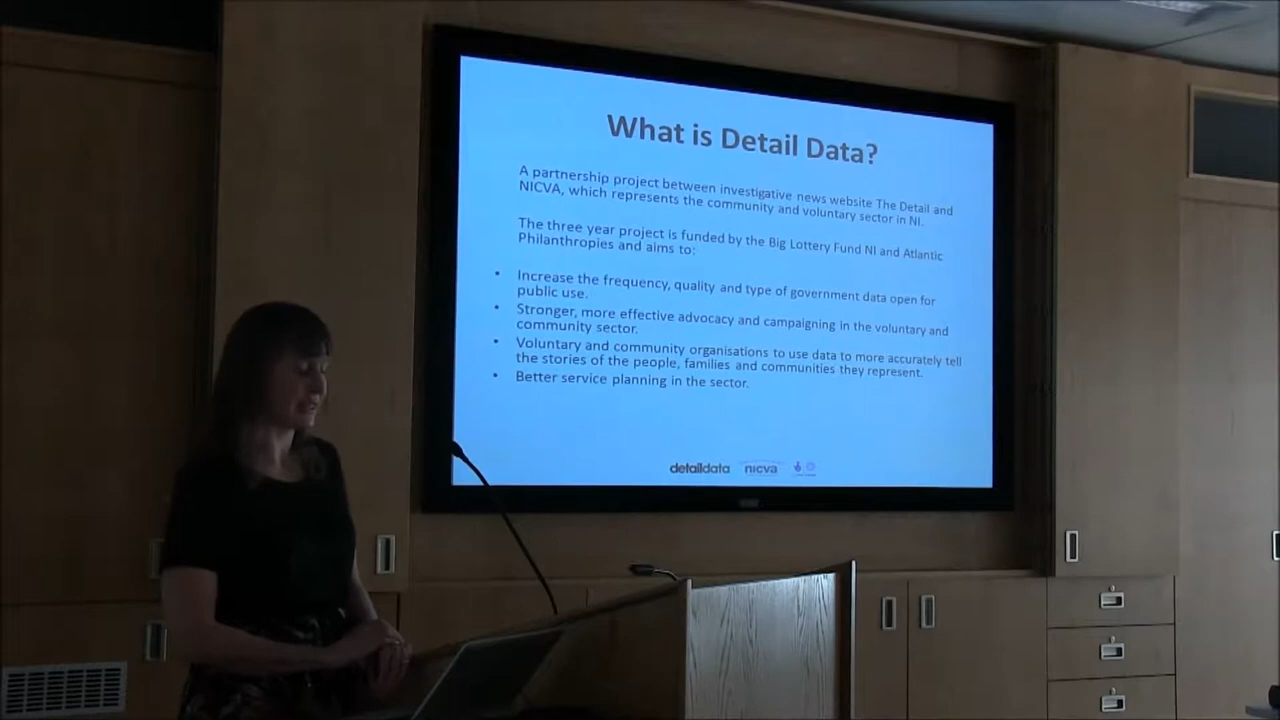 What is Detail Data?
A partnership project between investigative news website The Detail and
NICVA, which represents the community and voluntary sector in NI.
The three year project is funded by the Big Lottery Fund NI and Atlantic
Philanthropies and aims to:
• Increase the frequency, quality and type of government data open for
public use.
• Stronger, more effective advocacy and campaigning in the voluntary and
community sector.
• Voluntary and community organisations to use data to more accurately tell
the stories of the people, families and communities they represent.
• Better service planning in the sector.
detaildata nicva